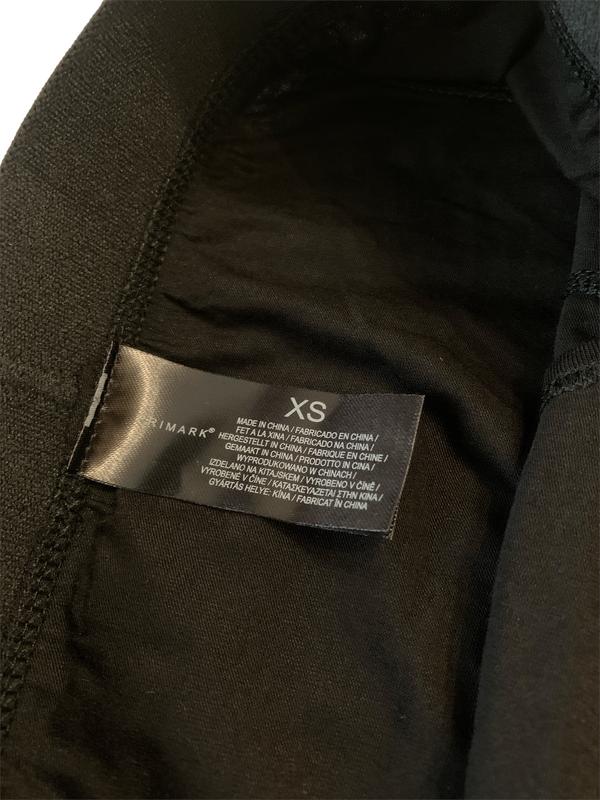 XS
RIMARK®
MADE IN CHINA / FABRICADO EN CHINA /
FET A LA XINA / FABRICADO NA CHINA /
HERGESTELLT IN CHINA / FABRIQUE EN CHINE /
GEMAAKT IN CHINA / PRODOTTO IN CINA /
WYPRODUKOWANO W CHINACH /
IZDELANO NA KITAJSKEM / VYROBENO V ČÍNĚ /
VYROBENÉ V ČÍNE / ΚΑΤΑΣΚΕΥΑΖΕΤΑΙ ΣΤΗΝ ΚΙΝΑ /
GYÁRTÁS HELYE: KÍNA / FABRICAT ÎN CHINA